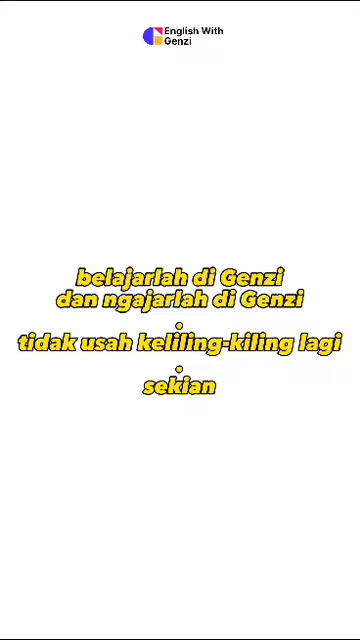 English With
Genzi
belajarlah di Genzi
dan ngajarlah di Genzi
.
tidak usah keliling-kiling lagi
.
sekian